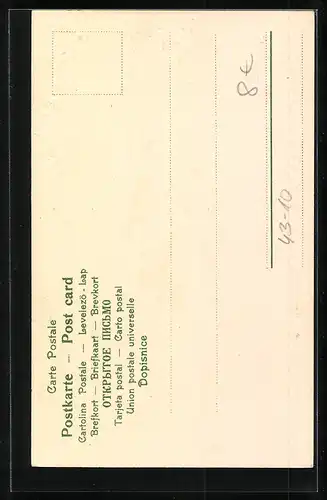 Carte Postale
Postkarte — Post card
Cartolina Postale — Levelező-Lap
Brefkort — Briefkaart — Brevkort
ОТКРЫТОЕ ПИСЬМО
Tarjeta postal — Carto postal
Union postale universelle
Dopisnice
8€
43-10